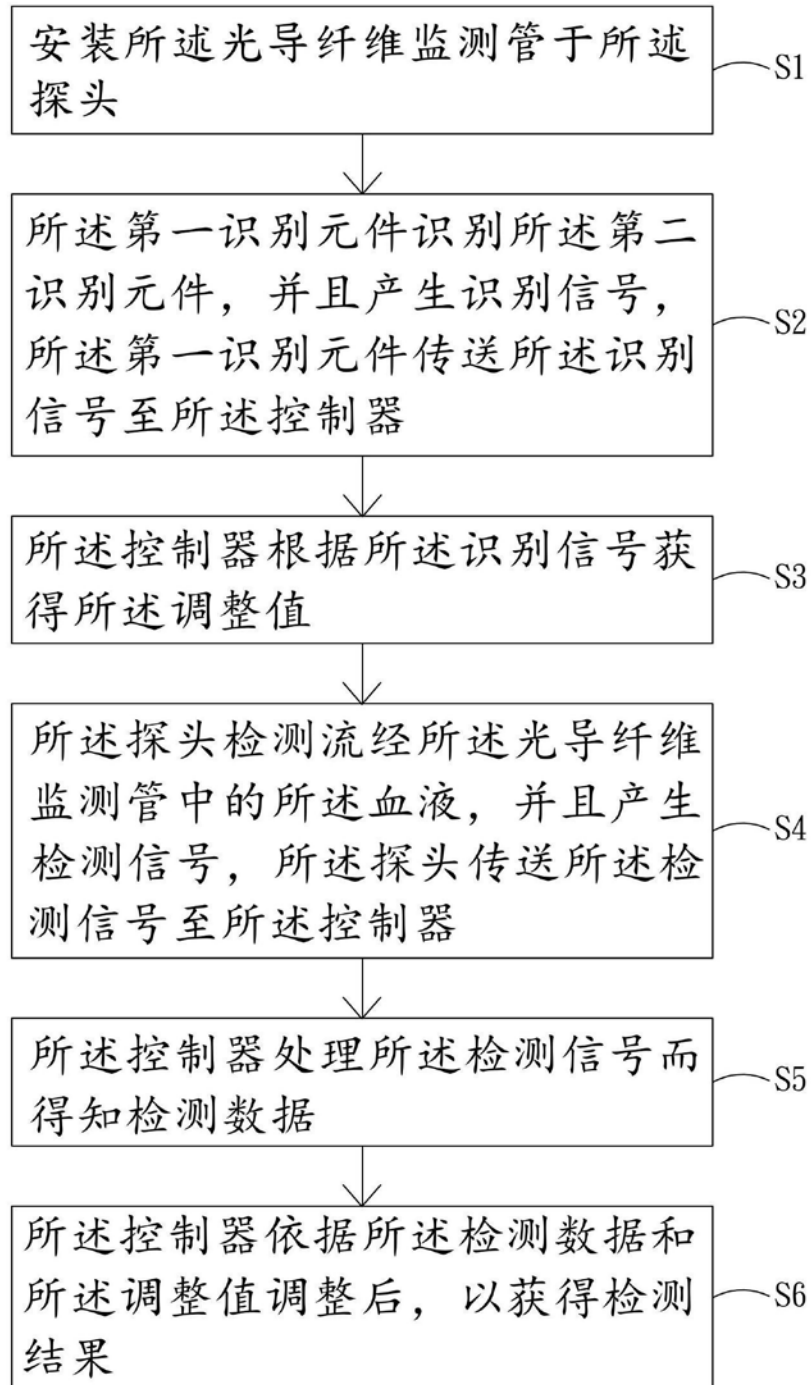 安装所述光导纤维监测管于所述
探头
S1
所述第一识别元件识别所述第二
识别元件，并且产生识别信号，
所述第一识别元件传送所述识别
信号至所述控制器
S2
所述控制器根据所述识别信号获
得所述调整值
S3
所述探头检测流经所述光导纤维
监测管中的所述血液，并且产生
检测信号，所述探头传送所述检
测信号至所述控制器
S4
所述控制器处理所述检测信号而
得知检测数据
S5
所述控制器依据所述检测数据和
所述调整值调整后，以获得检测
结果
S6